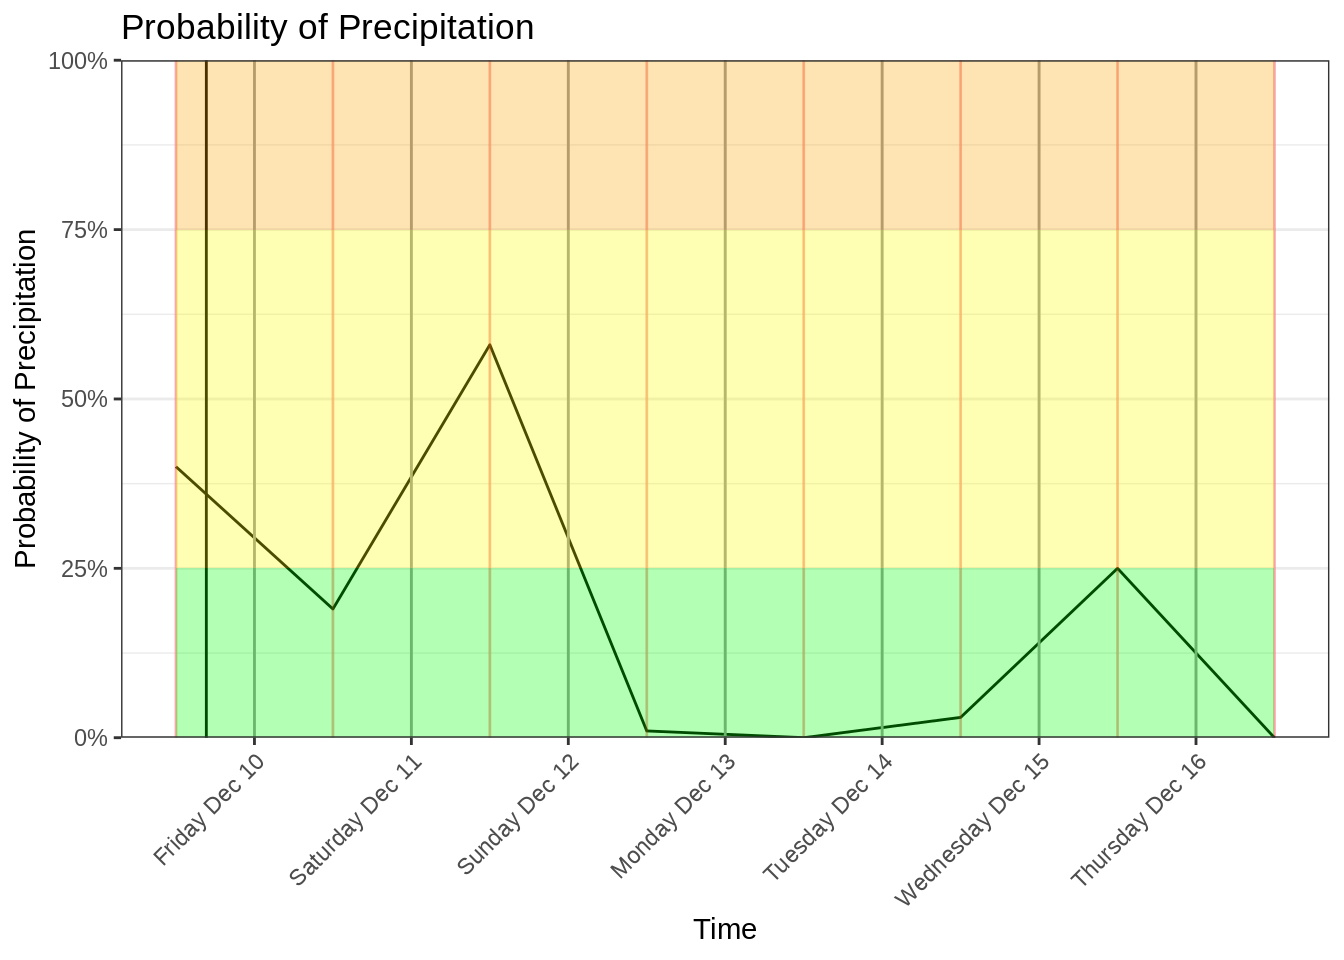 Probability of Precipitation
Probability of Precipitation
100%
75%
50%
25%
0%
Friday Dec 10
Saturday Dec 11
Sunday Dec 12
Monday Dec 13
Tuesday Dec 14
Wednesday Dec 15
Thursday Dec 16
Time